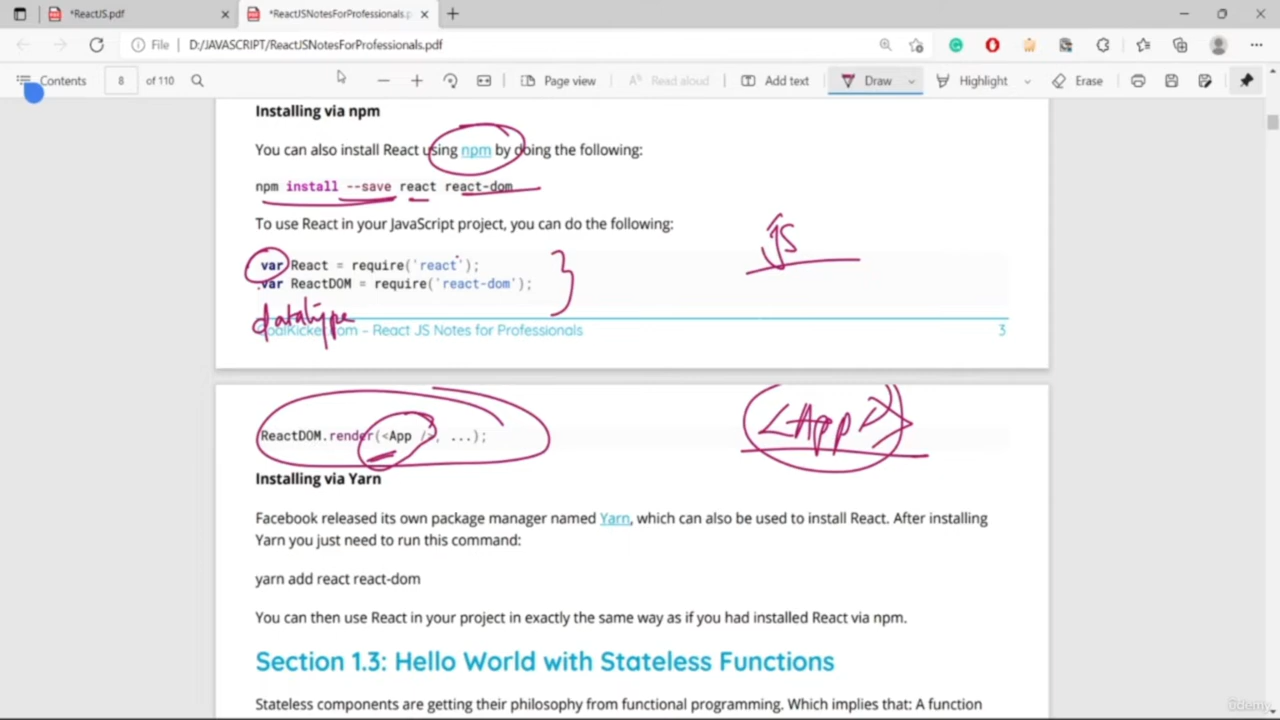 *ReactJS.pdf
*ReactJSNotesForProfessionals.p
File D:/JAVASCRIPT/ReactJSNotesForProfessionals.pdf
Contents 8 of 110 Page view Read aloud Add text Draw Highlight Erase
Installing via npm
You can also install React using npm by doing the following:
npm install --save react react-dom
To use React in your JavaScript project, you can do the following:
JS
var React = require('react');
var ReactDOM = require('react-dom');
datatype
GoalKicker.com – React JS Notes for Professionals 3
<App />
ReactDOM.render(<App />, ...);
Installing via Yarn
Facebook released its own package manager named Yarn, which can also be used to install React. After installing
Yarn you just need to run this command:
yarn add react react-dom
You can then use React in your project in exactly the same way as if you had installed React via npm.
Section 1.3: Hello World with Stateless Functions
Stateless components are getting their philosophy from functional programming. Which implies that: A function
ûdemy